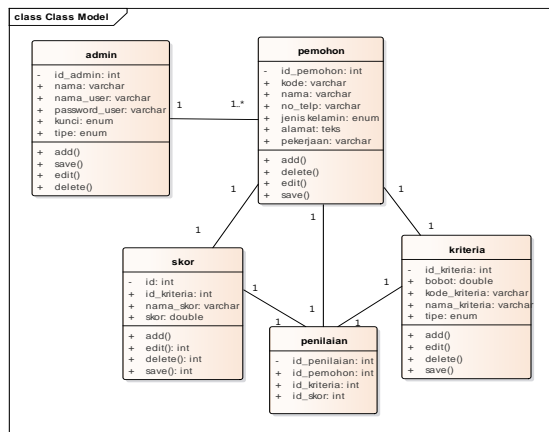 class Class Model
admin
- id_admin: int
+ nama: varchar
+ nama_user: varchar
+ password_user: varchar
+ kunci: enum
+ tipe: enum
+ add()
+ save()
+ edit()
+ delete()
1
1..*
pemohon
- id_pemohon: int
+ kode: varchar
+ nama: varchar
+ no_telp: varchar
+ jenis kelamin: enum
+ alamat: teks
+ pekerjaan: varchar
+ add()
+ delete()
+ edit()
+ save()
1
1
1
1
1
1
skor
- id: int
+ id_kriteria: int
+ nama_skor: varchar
+ skor: double
+ add()
+ edit(): int
+ delete(): int
+ save(): int
1
1
1
1
kriteria
- id_kriteria: int
+ bobot: double
+ kode_kriteria: varchar
+ nama_kriteria: varchar
+ tipe: enum
+ add()
+ edit()
+ delete()
+ save()
penilaian
- id_penilaian: int
+ id_pemohon: int
+ id_kriteria: int
+ id_skor: int